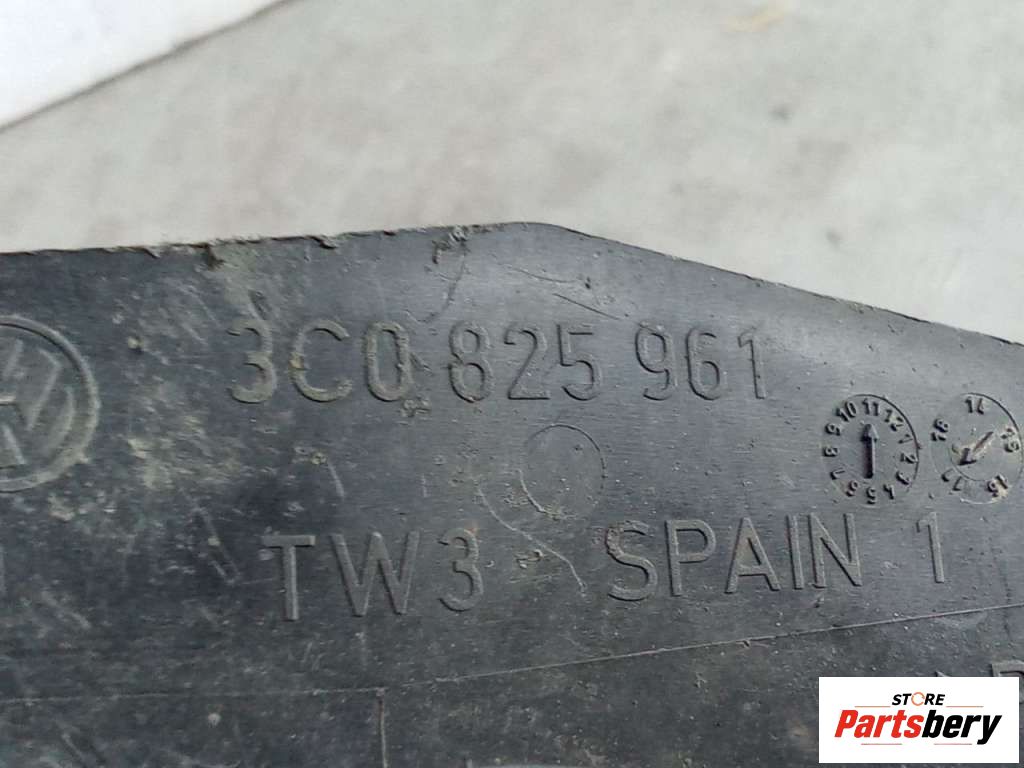 3C0 825 961
TW3 SPAIN 1
STORE
Partsbery